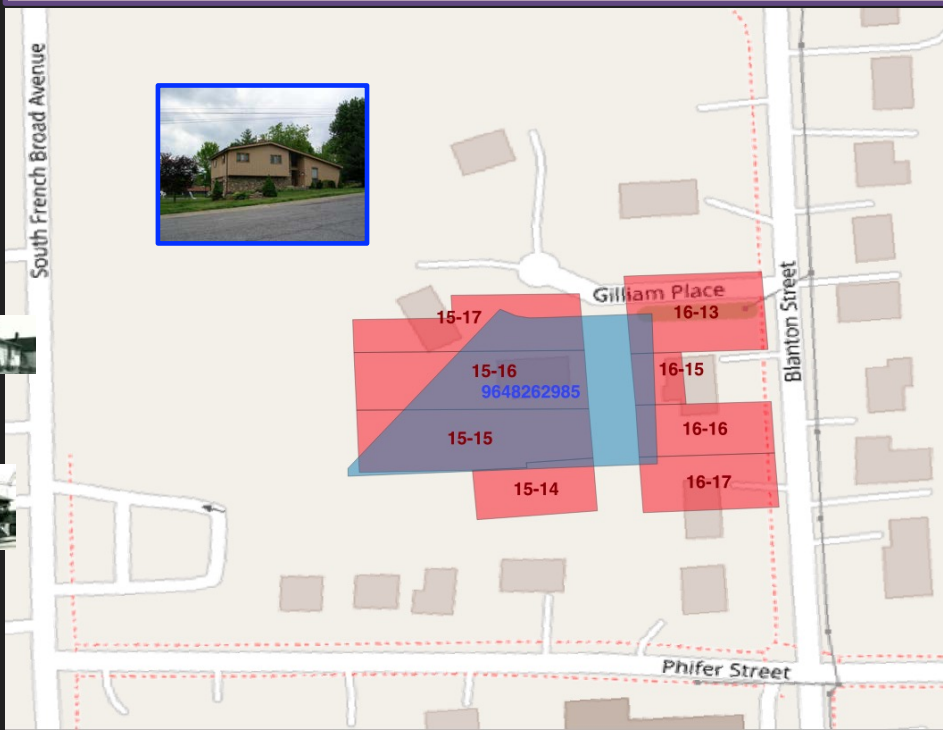 South French Broad Avenue
Gilliam Place
Blanton Street
15-17
16-13
15-16
16-15
9648262985
15-15
16-16
15-14
16-17
Phifer Street